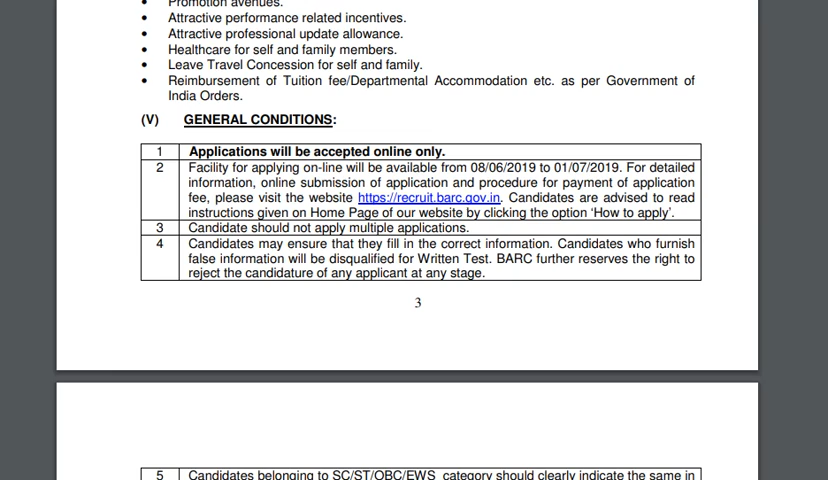 • Promotion avenues.
• Attractive performance related incentives.
• Attractive professional update allowance.
• Healthcare for self and family members.
• Leave Travel Concession for self and family.
• Reimbursement of Tuition fee/Departmental Accommodation etc. as per Government of
India Orders.
(V) GENERAL CONDITIONS:
1 Applications will be accepted online only.
2 Facility for applying on-line will be available from 08/06/2019 to 01/07/2019. For detailed
information, online submission of application and procedure for payment of application
fee, please visit the website https://recruit.barc.gov.in. Candidates are advised to read
instructions given on Home Page of our website by clicking the option ‘How to apply’.
3 Candidate should not apply multiple applications.
4 Candidates may ensure that they fill in the correct information. Candidates who furnish
false information will be disqualified for Written Test. BARC further reserves the right to
reject the candidature of any applicant at any stage.
3
5 Candidates belonging to SC/ST/OBC/EWS category should clearly indicate the same in